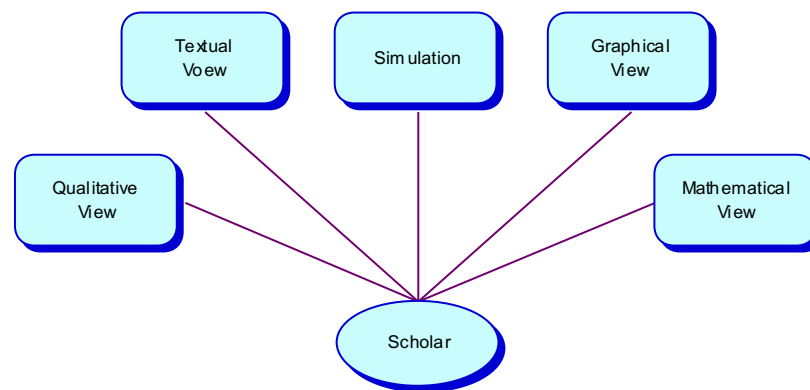 Textual
Voew
Simulation
Graphical
View
Qualitative
View
Mathematical
View
Scholar